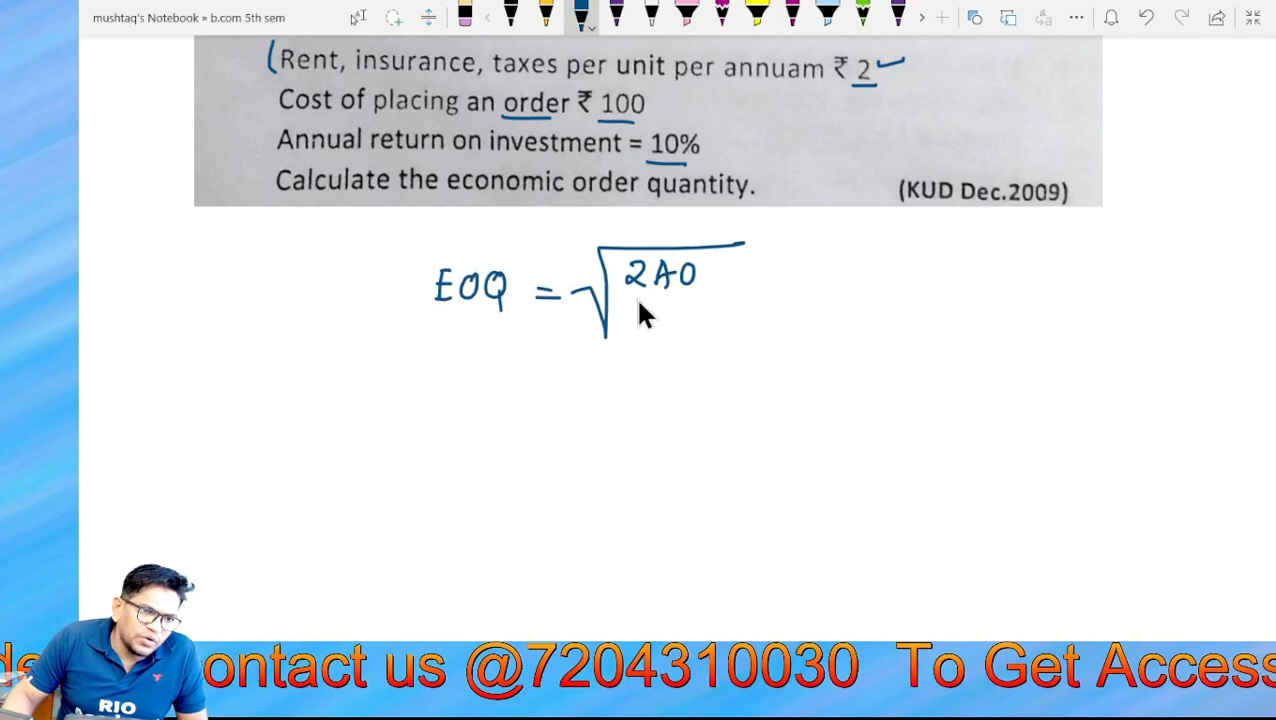 mushtaq's Notebook » b.com 5th sem
Rent, insurance, taxes per unit per annuam ₹ 2
Cost of placing an order ₹ 100
Annual return on investment = 10%
Calculate the economic order quantity. (KUD Dec.2009)
EOQ = √2AO
RIO
contact us @7204310030 To Get Access